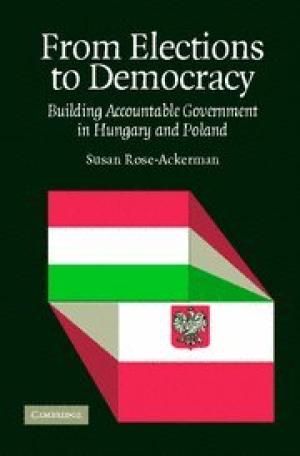 From Elections
to Democracy
Building Accountable Government
in Hungary and Poland
Susan Rose-Ackerman
CAMBRIDGE